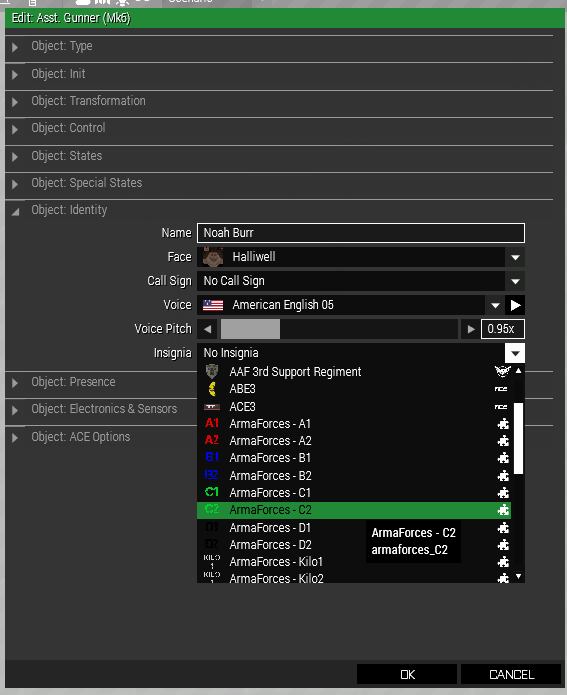 Scenario
Edit: Asst. Gunner (Mk6)
Object: Type
Object: Init
Object: Transformation
Object: Control
Object: States
Object: Special States
Object: Identity
Name Noah Burr
Face Halliwell
Call Sign No Call Sign
Voice American English 05
Voice Pitch 0.95x
Insignia No Insignia
AAF 3rd Support Regiment
ABE3
ACE3
A1 ArmaForces - A1
A2 ArmaForces - A2
B1 ArmaForces - B1
B2 ArmaForces - B2
C1 ArmaForces - C1
C2 ArmaForces - C2
D1 ArmaForces - D1
D2 ArmaForces - D2
KILO 1 ArmaForces - Kilo1
KILO ArmaForces - Kilo2
ArmaForces - C2
armaforces_C2
Object: Presence
Object: Electronics & Sensors
Object: ACE Options
OK CANCEL